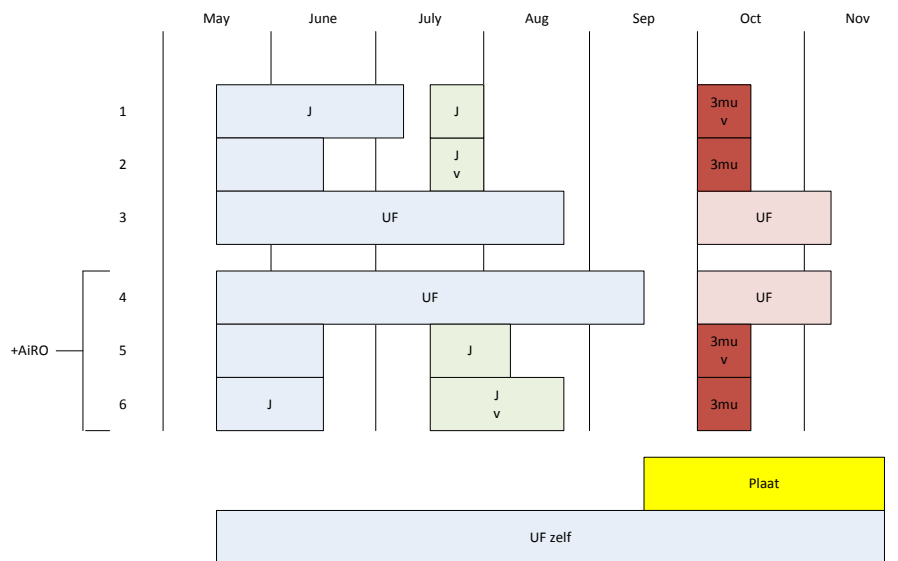 May June July Aug Sep Oct Nov
1 J J 3mu
v
2 J
v 3mu
3 UF UF
4 UF UF
+AiRO 5 J 3mu
v
6 J J
v 3mu
Plaat
UF zelf